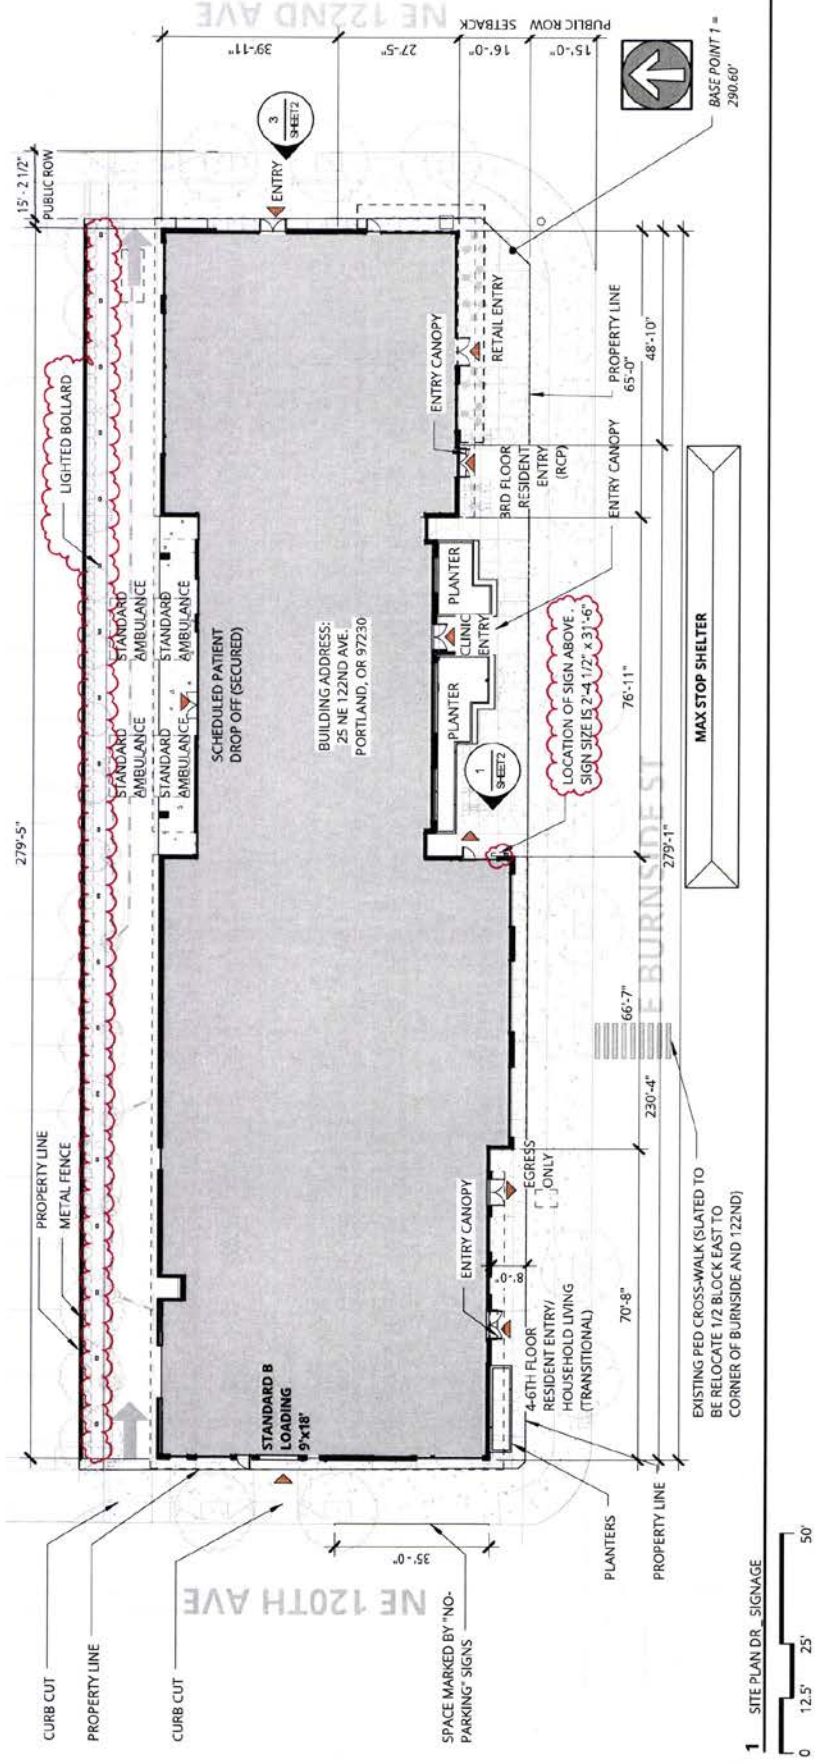 NE 122ND AVE
15'- 2 1/2"
PUBLIC ROW
39'-11"
27'-5"
16'-0"
SETBACK
15'-0"
PUBLIC ROW
BASE POINT 1 =
290.60'
3
SHEET2
ENTRY
279'-5"
PROPERTY LINE
METAL FENCE
LIGHTED BOLLARD
STANDARD
AMBULANCE
STANDARD
AMBULANCE
STANDARD
AMBULANCE
STANDARD
AMBULANCE
SCHEDULED PATIENT
DROP OFF (SECURED)
BUILDING ADDRESS:
25 NE 122ND AVE.
PORTLAND, OR 97230
ENTRY CANOPY
RETAIL ENTRY
3RD FLOOR
RESIDENT
ENTRY
(RCP)
PROPERTY LINE
65'-0"
48'-10"
ENTRY CANOPY
PLANTER
CLINIC
ENTRY
PLANTER
1
SHEET2
LOCATION OF SIGN ABOVE .
SIGN SIZE IS 2'-4 1/2" x 31'-6"
76'-11"
MAX STOP SHELTER
E BURNSIDE ST
279'-1"
66'-7"
230'-4"
EXISTING PED CROSS-WALK (SLATED TO
BE RELOCATE 1/2 BLOCK EAST TO
CORNER OF BURNSIDE AND 122ND)
EGRESS
ONLY
ENTRY CANOPY
8'-0"
4-6TH FLOOR
RESIDENT ENTRY/
HOUSEHOLD LIVING
(TRANSITIONAL)
70'-8"
STANDARD B
LOADING
9'x18'
CURB CUT
PROPERTY LINE
CURB CUT
NE 120TH AVE
35'-0"
SPACE MARKED BY "NO-
PARKING" SIGNS
PLANTERS
PROPERTY LINE
1
SITE PLAN DR_SIGNAGE
0
12.5
25'
50'